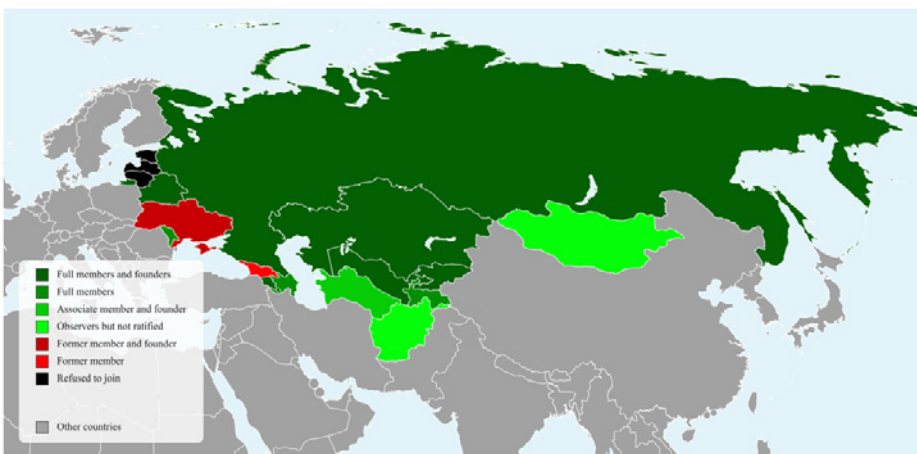 Full members and founders
Full members
Associate member and founder
Observers but not ratified
Former member and founder
Former member
Refused to join
Other countries